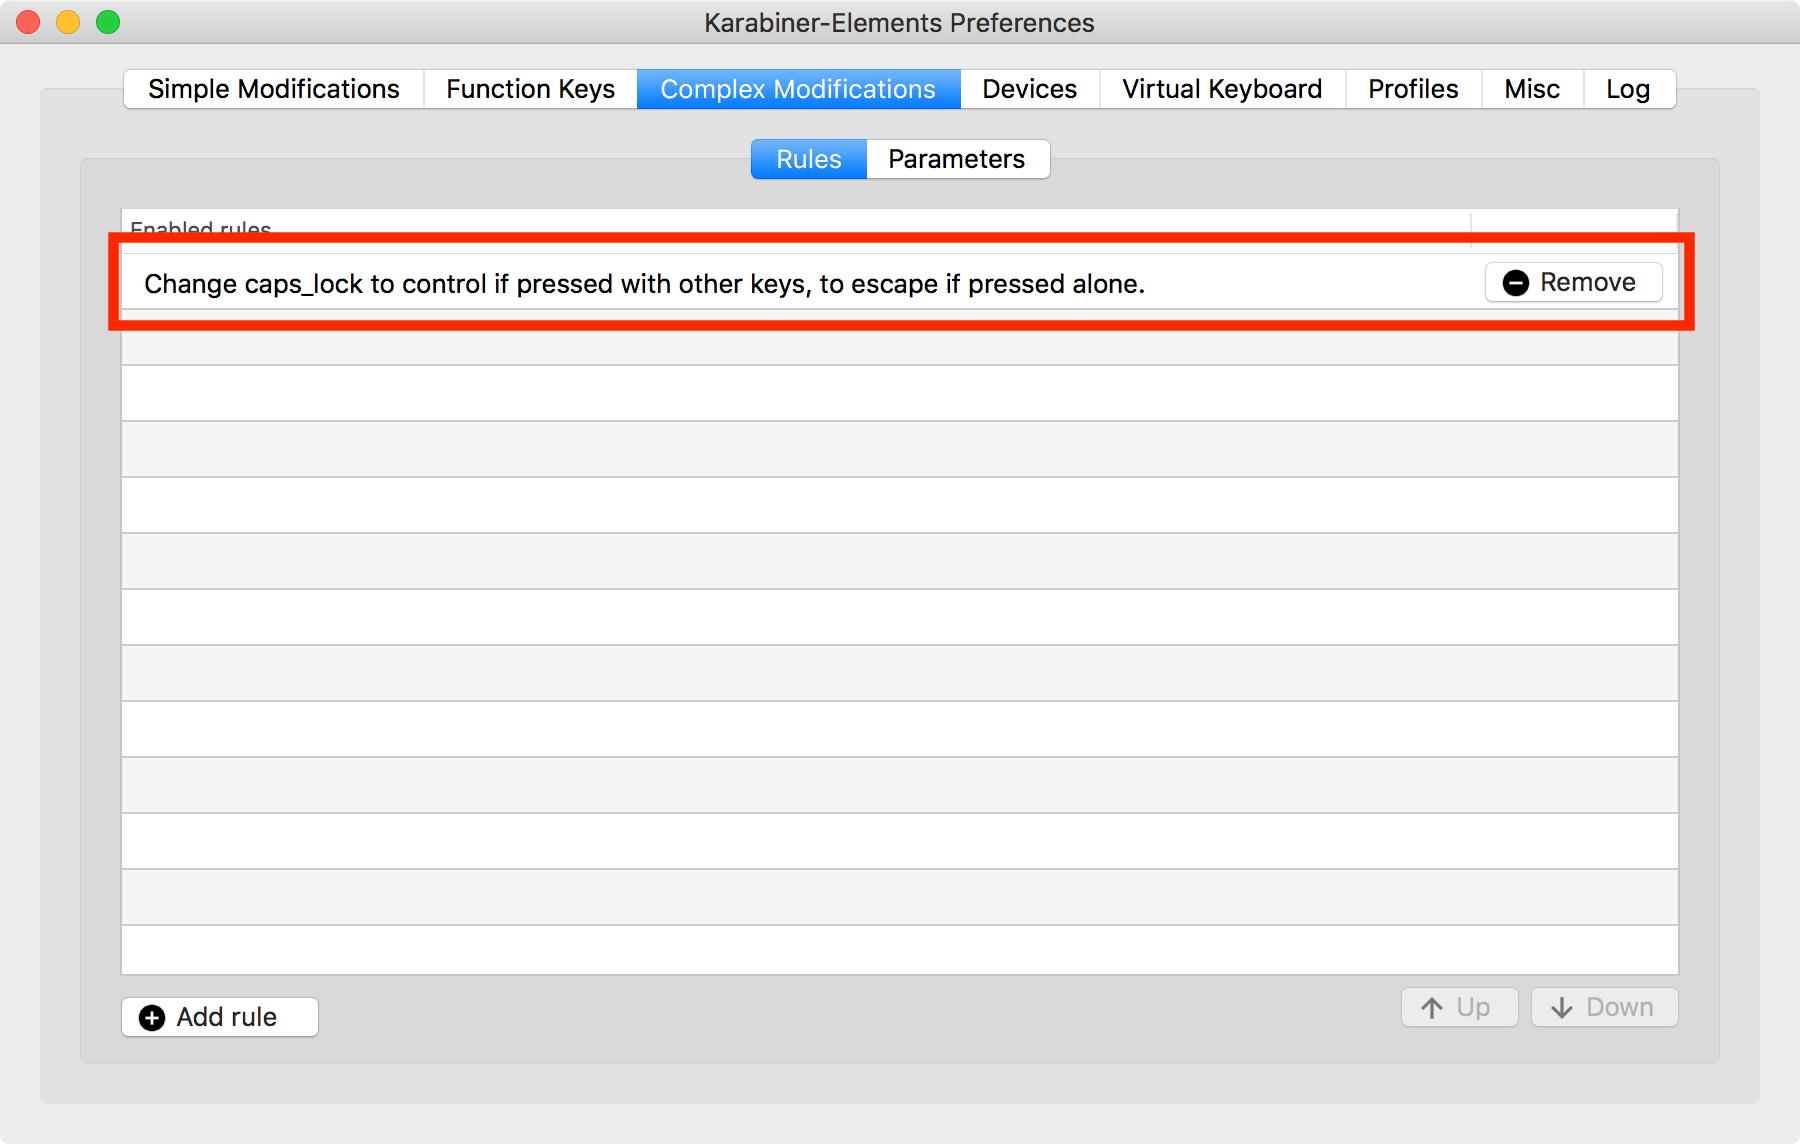 Karabiner-Elements Preferences
Simple Modifications Function Keys Complex Modifications Devices Virtual Keyboard Profiles Misc Log
Rules Parameters
Enabled rules
Change caps_lock to control if pressed with other keys, to escape if pressed alone. Remove
Add rule Up Down